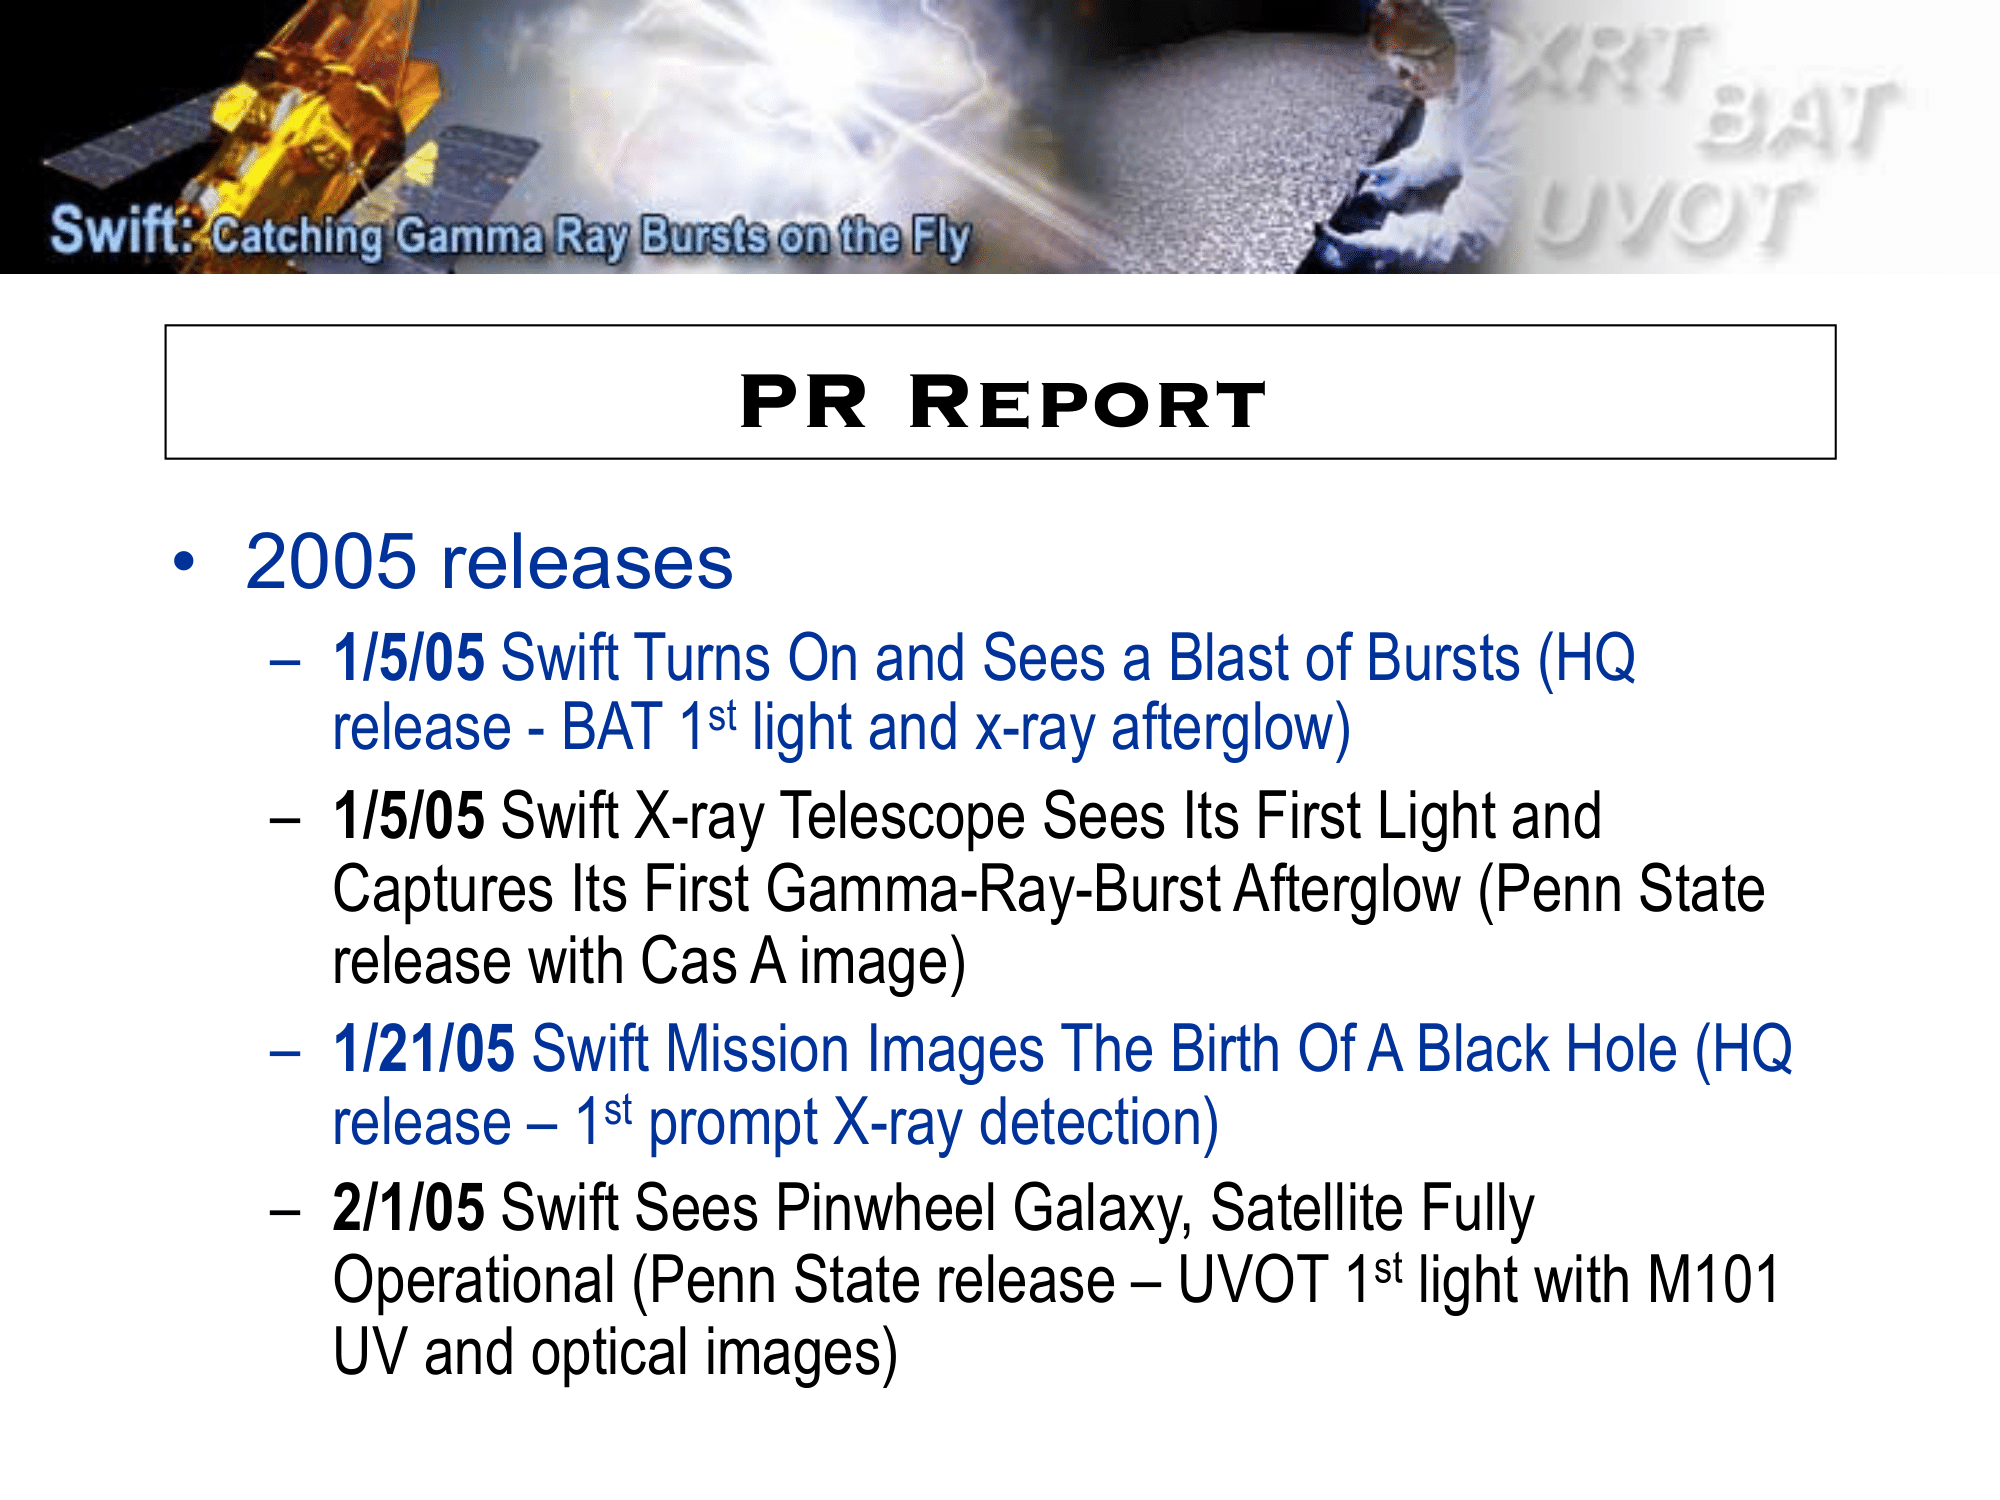 XRT
BAT
UVOT
Swift: Catching Gamma Ray Bursts on the Fly
PR Report
• 2005 releases
– 1/5/05 Swift Turns On and Sees a Blast of Bursts (HQ
release - BAT 1st light and x-ray afterglow)
– 1/5/05 Swift X-ray Telescope Sees Its First Light and
Captures Its First Gamma-Ray-Burst Afterglow (Penn State
release with Cas A image)
– 1/21/05 Swift Mission Images The Birth Of A Black Hole (HQ
release – 1st prompt X-ray detection)
– 2/1/05 Swift Sees Pinwheel Galaxy, Satellite Fully
Operational (Penn State release – UVOT 1st light with M101
UV and optical images)